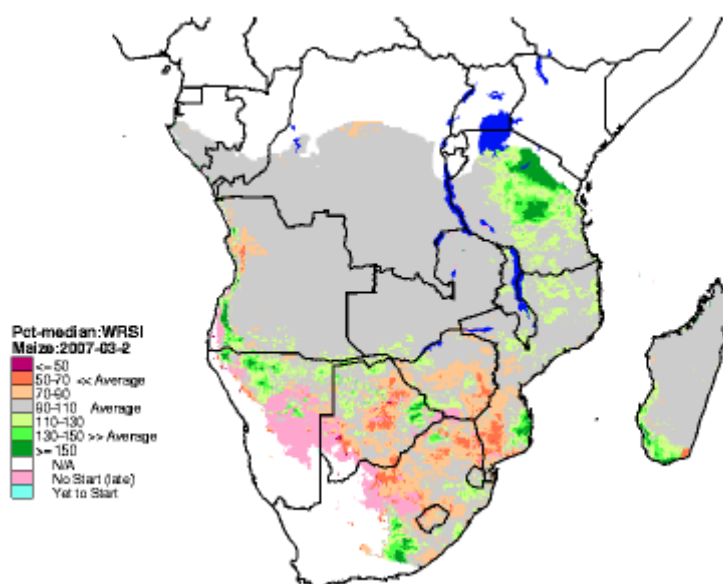 Pct-median:WRSI
Maize:2007-03-2
<=50
50-70 << Average
70-90
90-110 Average
110-130
130-150 >> Average
>= 150
N/A
No Start (late)
Yet to Start